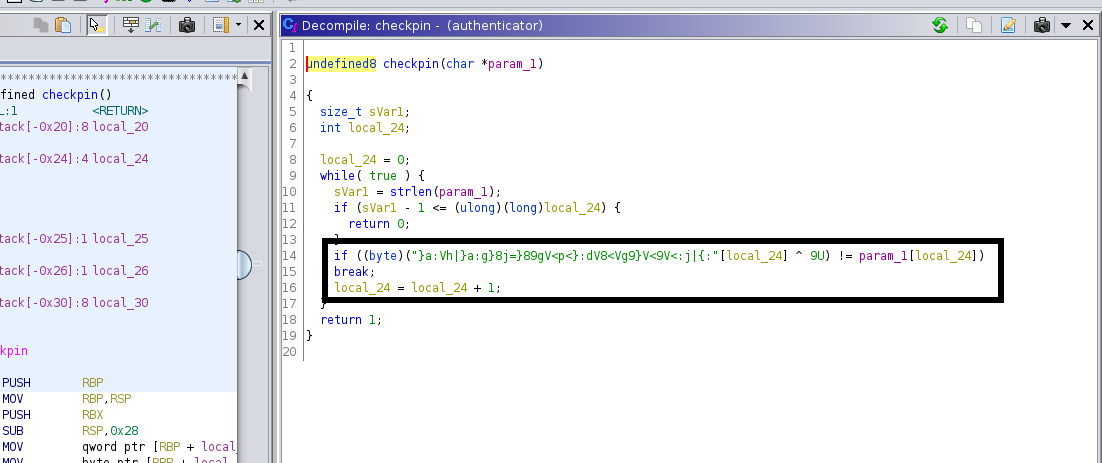 Decompile: checkpin - (authenticator)
********************************
fined checkpin()
L:1 <RETURN>
tack[-0x20]:8 local_20
tack[-0x24]:4 local_24
tack[-0x25]:1 local_25
tack[-0x26]:1 local_26
tack[-0x30]:8 local_30
kpin
PUSH RBP
MOV RBP,RSP
PUSH RBX
SUB RSP,0x28
MOV qword ptr [RBP + local
MOV byte ptr [RBP + local
1
2 undefined8 checkpin(char *param_1)
3
4 {
5 size_t sVar1;
6 int local_24;
7
8 local_24 = 0;
9 while( true ) {
10 sVar1 = strlen(param_1);
11 if (sVar1 - 1 <= (ulong)(long)local_24) {
12 return 0;
13 }
14 if ((byte)("}a:Vh|}a:g}8j=}89gV<p<}:dV8<Vg9}V<9V<:j|{:"[local_24] ^ 9U) != param_1[local_24])
15 break;
16 local_24 = local_24 + 1;
17 }
18 return 1;
19 }
20